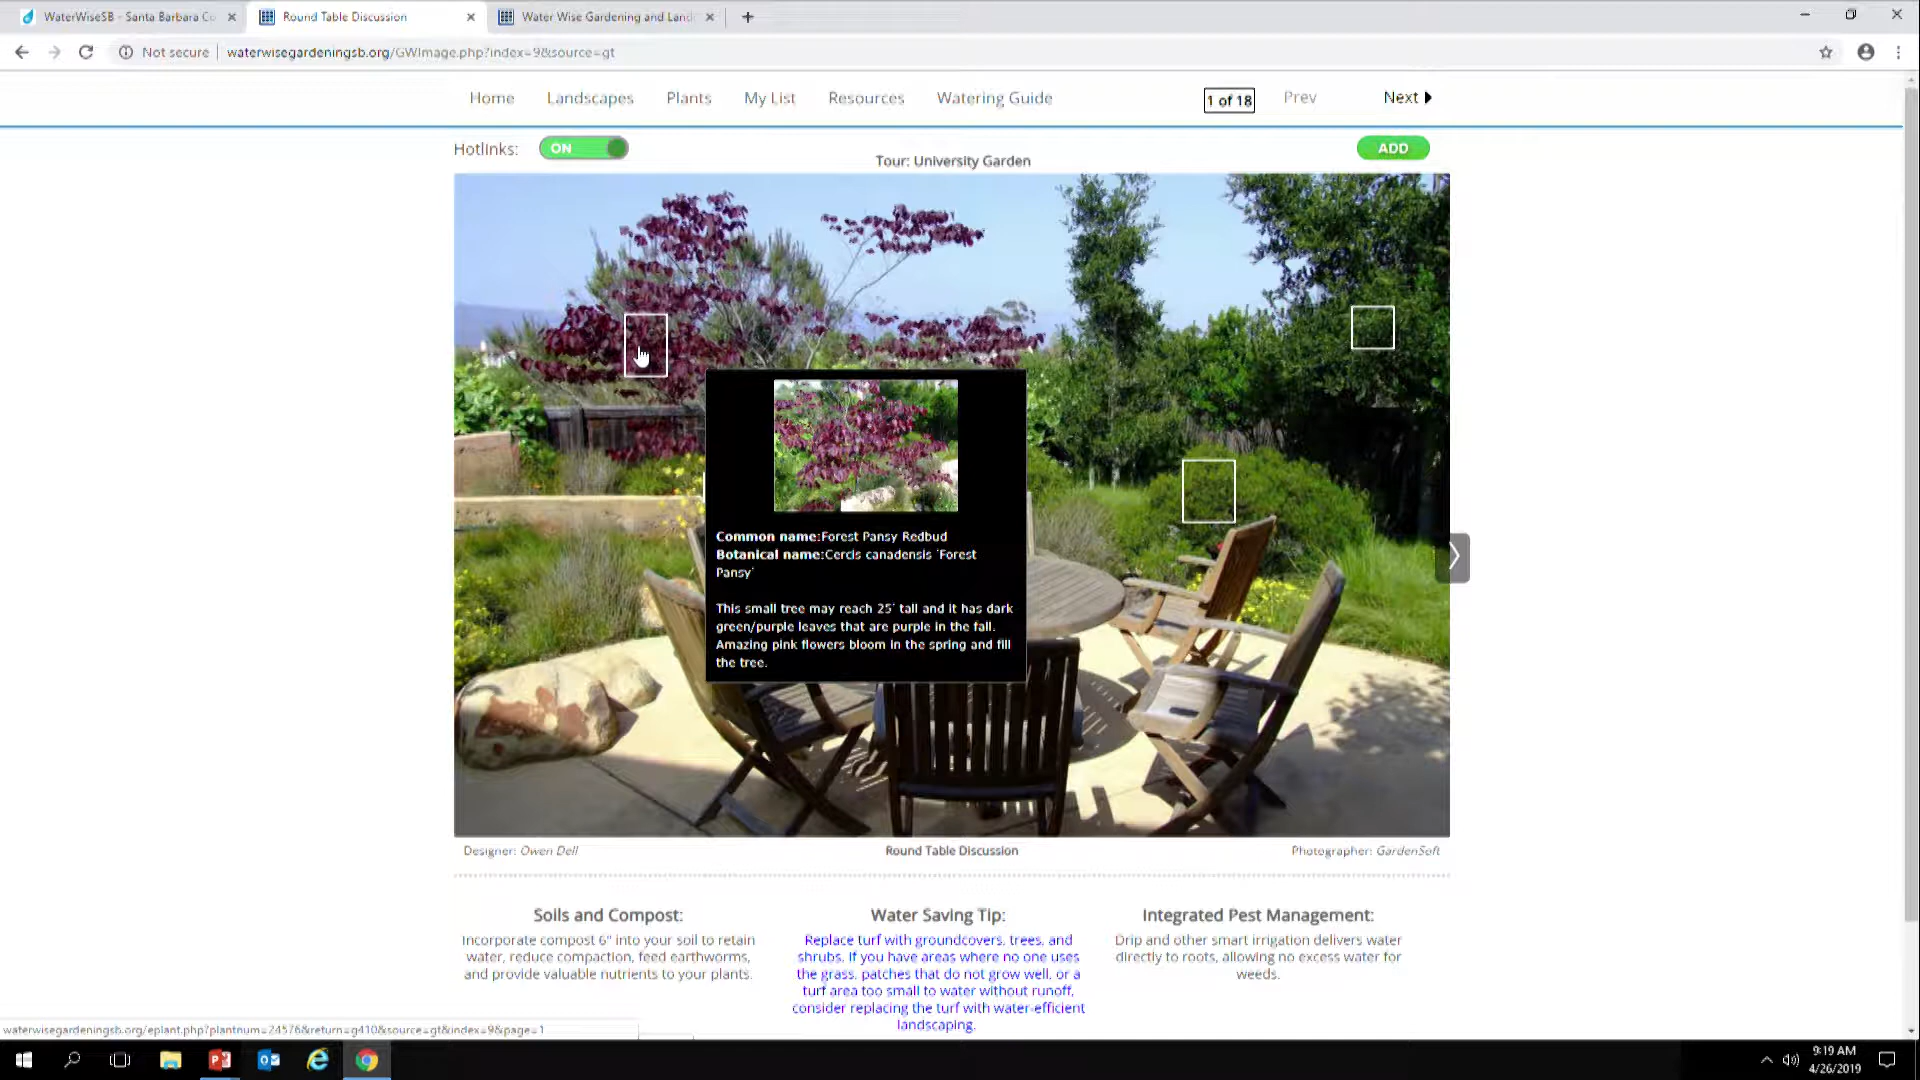 WaterWiseSB - Santa Barbara Co
Round Table Discussion
Water Wise Gardening and Land
Not secure
waterwisegardeningsb.org/GWImage.php?index=9&source=gt
Home
Landscapes
Plants
My List
Resources
Watering Guide
1 of 18
Prev
Next
Hotlinks:
ON
Tour: University Garden
ADD
Common name:Forest Pansy Redbud
Botanical name:Cercis canadensis 'Forest
Pansy'
This small tree may reach 25' tall and it has dark
green/purple leaves that are purple in the fall.
Amazing pink flowers bloom in the spring and fill
the tree.
Designer: Owen Dell
Round Table Discussion
Photographer: GardenSoft
Soils and Compost:
Incorporate compost 6" into your soil to retain
water, reduce compaction, feed earthworms,
and provide valuable nutrients to your plants.
Water Saving Tip:
Replace turf with groundcovers, trees, and
shrubs. If you have areas where no one uses
the grass, patches that do not grow well, or a
turf area too small to water without runoff,
consider replacing the turf with water-efficient
landscaping.
Integrated Pest Management:
Drip and other smart irrigation delivers water
directly to roots, allowing no excess water for
weeds.
waterwisegardeningsb.org/eplant.php?plantnum=24576&return=g410&source=gt&index=9&page=1
9:19 AM
4/26/2019